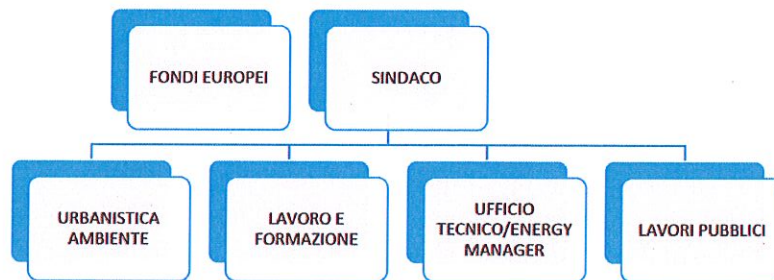 FONDI EUROPEI
SINDACO
URBANISTICA
AMBIENTE
LAVORO E
FORMAZIONE
UFFICIO
TECNICO/ENERGY
MANAGER
LAVORI PUBBLICI